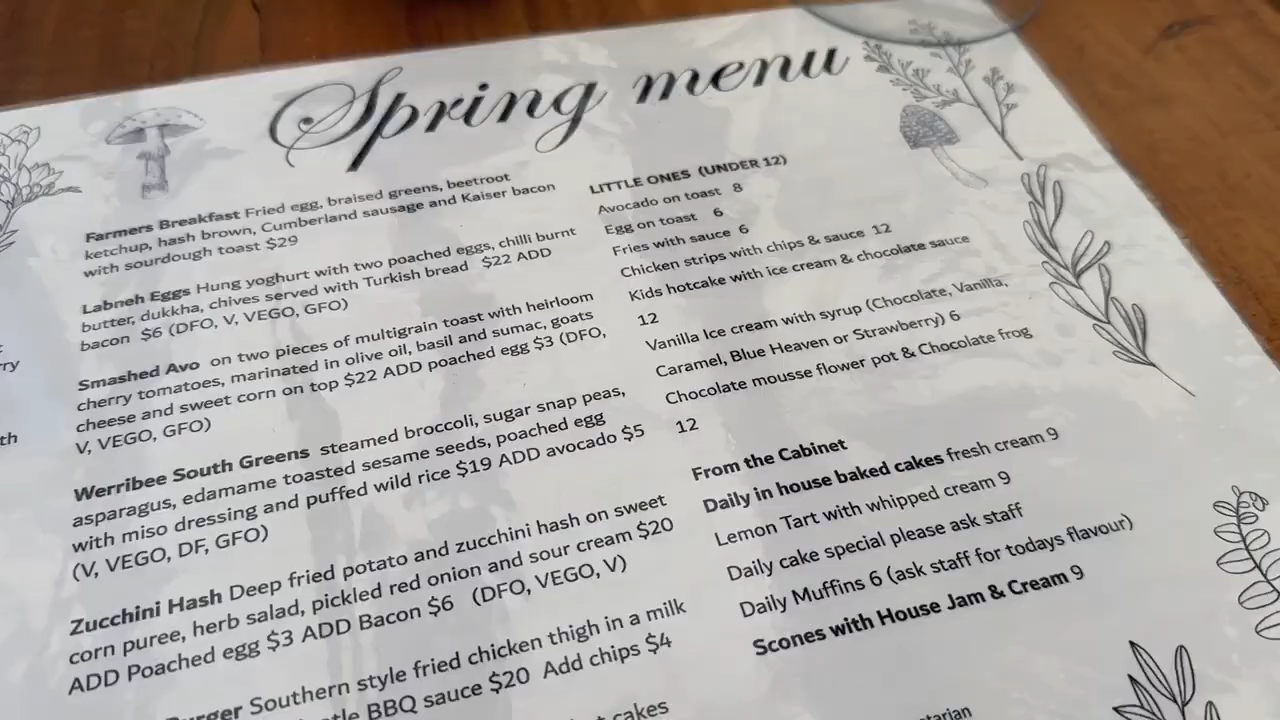 Spring menu
Farmers Breakfast Fried egg, braised greens, beetroot
ketchup, hash brown, Cumberland sausage and Kaiser bacon
with sourdough toast $29
Labneh Eggs Hung yoghurt with two poached eggs, chilli burnt
butter, dukkha, chives served with Turkish bread $22 ADD
bacon $6 (DFO, V, VEGO, GFO)
Smashed Avo on two pieces of multigrain toast with heirloom
cherry tomatoes, marinated in olive oil, basil and sumac, goats
cheese and sweet corn on top $22 ADD poached egg $3 (DFO,
V, VEGO, GFO)
Werribee South Greens steamed broccoli, sugar snap peas,
asparagus, edamame toasted sesame seeds, poached egg
with miso dressing and puffed wild rice $19 ADD avocado $5
(V, VEGO, DF, GFO)
Zucchini Hash Deep fried potato and zucchini hash on sweet
corn puree, herb salad, pickled red onion and sour cream $20
ADD Poached egg $3 ADD Bacon $6 (DFO, VEGO, V)
Burger Southern style fried chicken thigh in a milk
BBQ sauce $20 Add chips $4
cakes
LITTLE ONES (UNDER 12)
Avocado on toast 8
Egg on toast 6
Fries with sauce 6
Chicken strips with chips & sauce 12
Kids hotcake with ice cream & chocolate sauce
12
Vanilla Ice cream with syrup (Chocolate, Vanilla,
Caramel, Blue Heaven or Strawberry) 6
Chocolate mousse flower pot & Chocolate frog
12
From the Cabinet
Daily in house baked cakes fresh cream 9
Lemon Tart with whipped cream 9
Daily cake special please ask staff
Daily Muffins 6 (ask staff for todays flavour)
Scones with House Jam & Cream 9